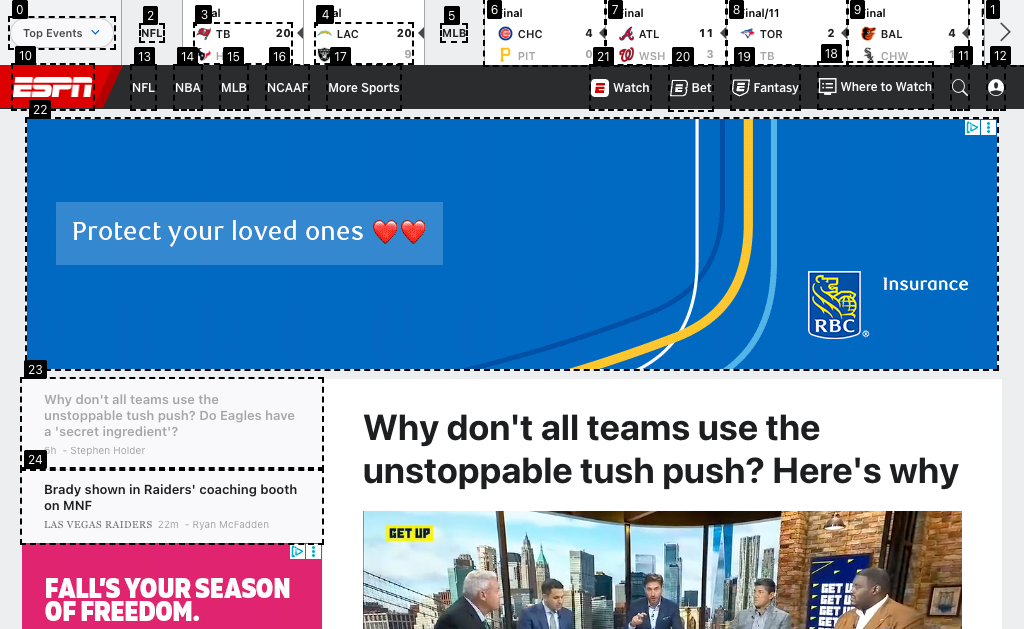 0
Top Events
2
NFL
3
TB 20
4
LAC 20
9
5
MLB
6
inal
CHC 4
PIT 0
7
inal
ATL 11
WSH 3
8
inal/11
TOR 2
TB
9
inal
BAL 4
CHW
1
10
ESPN
13
NFL
14
NBA
15
MLB
16
NCAAF
17
More Sports
21
Watch
20
Bet
19
Fantasy
18
Where to Watch
11
12
22
Protect your loved ones ❤️❤️
RBC
®
Insurance
23
Why don't all teams use the
unstoppable tush push? Do Eagles have
a 'secret ingredient'?
- Stephen Holder
24
Brady shown in Raiders' coaching booth
on MNF
LAS VEGAS RAIDERS 22m - Ryan McFadden
FALL'S YOUR SEASON
OF FREEDOM.
Why don't all teams use the
unstoppable tush push? Here's why
GET UP
GET UP